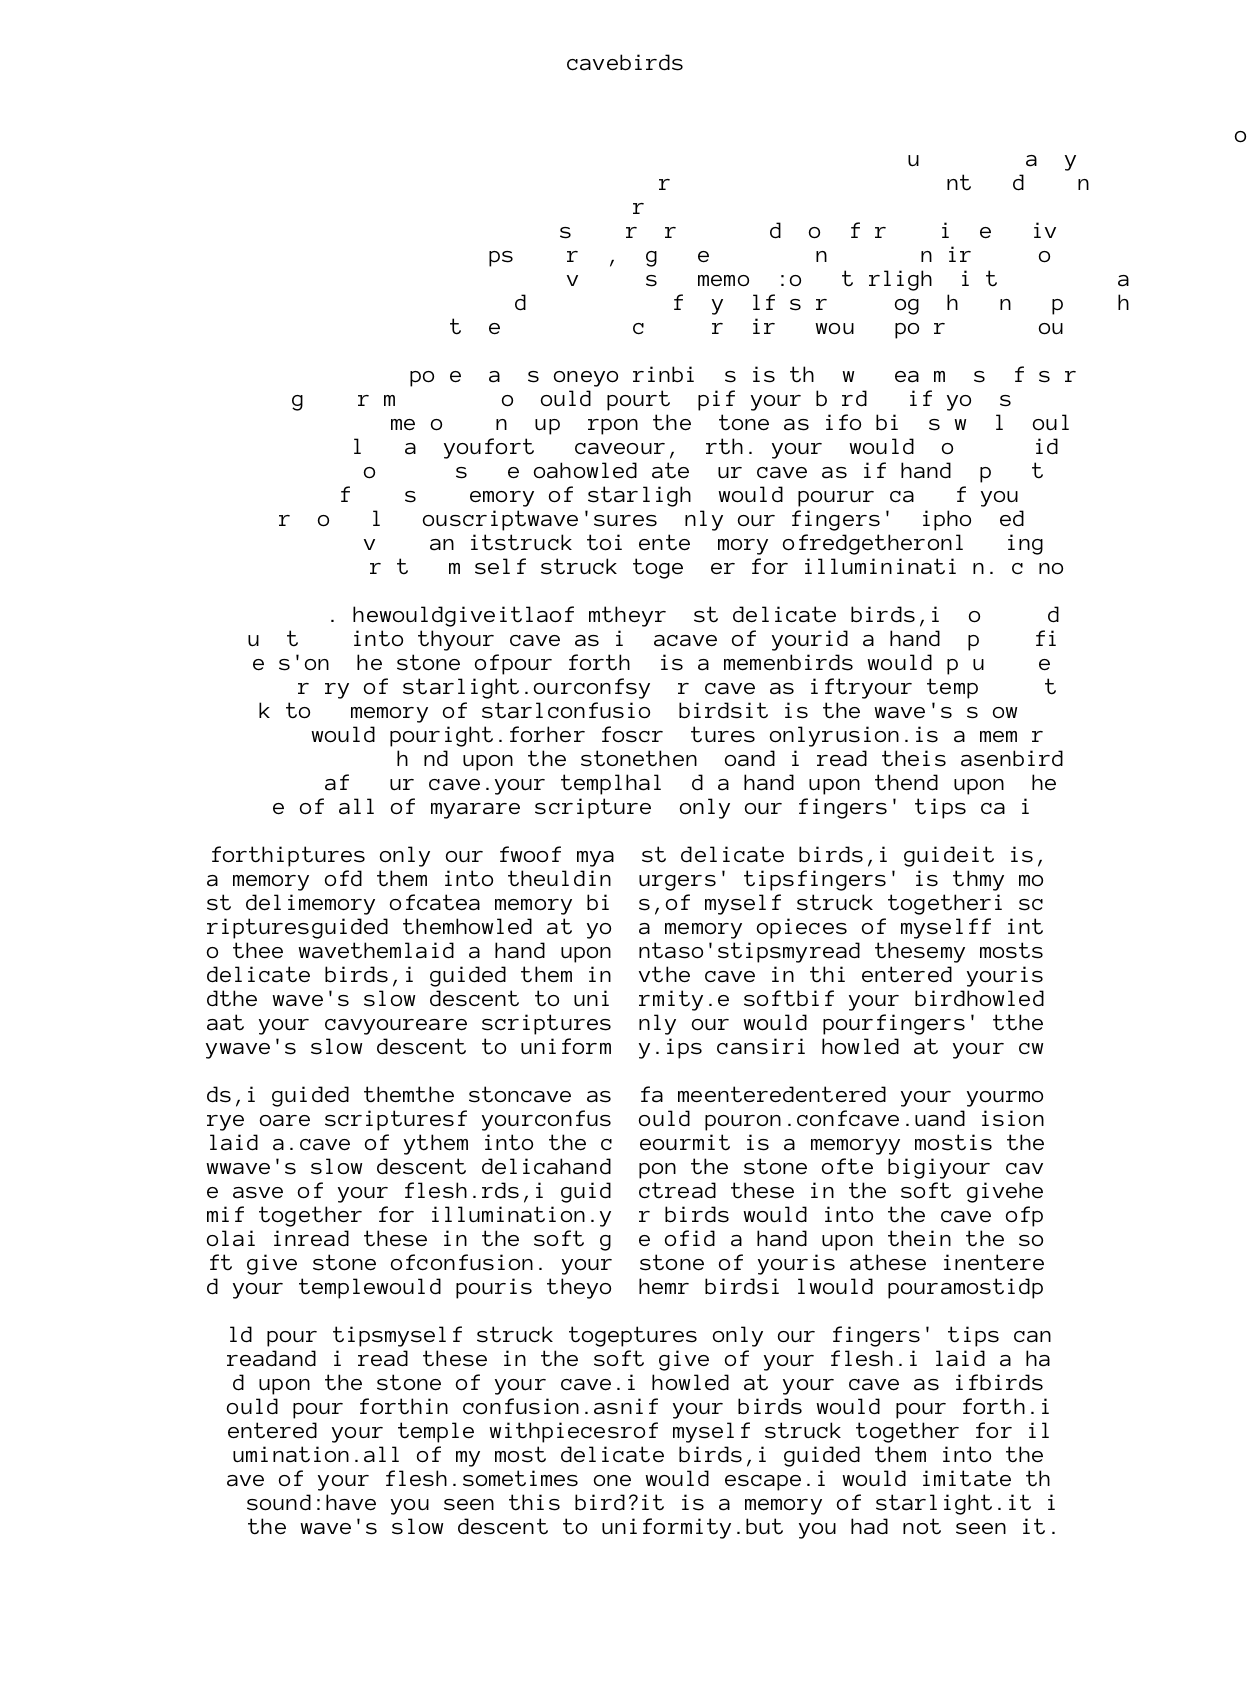 cavebirds
o
u a y
r nt d n
r
s r r d o f r i e iv
ps r , g e n n ir o
v s memo :o t rligh i t a
d f y lf s r og h n p h
t e c r ir wou po r ou
po e a s oneyo rinbi s is th w ea m s f s r
g r m o ould pourt pif your b rd if yo s
me o n up rpon the tone as ifo bi s w l oul
l a youfort caveour, rth. your would o id
o s e oahowled ate ur cave as if hand p t
f s emory of starligh would pourur ca f you
r o l ouscriptwave'sures nly our fingers' ipho ed
v an itstruck toi ente mory ofredgetheronl ing
r t m self struck toge er for illumininati n. c no
. hewouldgiveitlaof mtheyr st delicate birds,i o d
u t into thyour cave as i acave of yourid a hand p fi
e s'on he stone ofpour forth is a memenbirds would p u e
r ry of starlight.ourconfsy r cave as iftryour temp t
k to memory of starlconfusio birdsit is the wave's s ow
would pouright.forher foscr tures onlyrusion.is a mem r
h nd upon the stonethen oand i read theis asenbird
af ur cave.your templhal d a hand upon thend upon he
e of all of myarare scripture only our fingers' tips ca i
forthiptures only our fwoof mya st delicate birds,i guideit is,
a memory ofd them into theuldin urgers' tipsfingers' is thmy mo
st delimemory ofcatea memory bi s,of myself struck togetheri sc
ripturesguided themhowled at yo a memory opieces of myselff int
o thee wavethemlaid a hand upon ntaso'stipsmyread thesemy mosts
delicate birds,i guided them in vthe cave in thi entered youris
dthe wave's slow descent to uni rmity.e softbif your birdhowled
aat your cavyoureare scriptures nly our would pourfingers' tthe
ywave's slow descent to uniform y.ips cansiri howled at your cw
ds,i guided themthe stoncave as fa meenteredentered your yourmo
rye oare scripturesf yourconfus ould pouron.confcave.uand ision
laid a.cave of ythem into the c eourmit is a memoryy mostis the
wwave's slow descent delicahand pon the stone ofte bigiyour cav
e asve of your flesh.rds,i guid ctread these in the soft givehe
mif together for illumination.y r birds would into the cave ofp
olai inread these in the soft g e ofid a hand upon thein the so
ft give stone ofconfusion. your stone of youris athese inentere
d your templewould pouris theyo hemr birdsi lwould pouramostidp
ld pour tipsmyself struck togeptures only our fingers' tips can
readand i read these in the soft give of your flesh.i laid a ha
d upon the stone of your cave.i howled at your cave as ifbirds
ould pour forthin confusion.asnif your birds would pour forth.i
entered your temple withpiecesrof myself struck together for il
umination.all of my most delicate birds,i guided them into the
ave of your flesh.sometimes one would escape.i would imitate th
sound:have you seen this bird?it is a memory of starlight.it i
the wave's slow descent to uniformity.but you had not seen it.